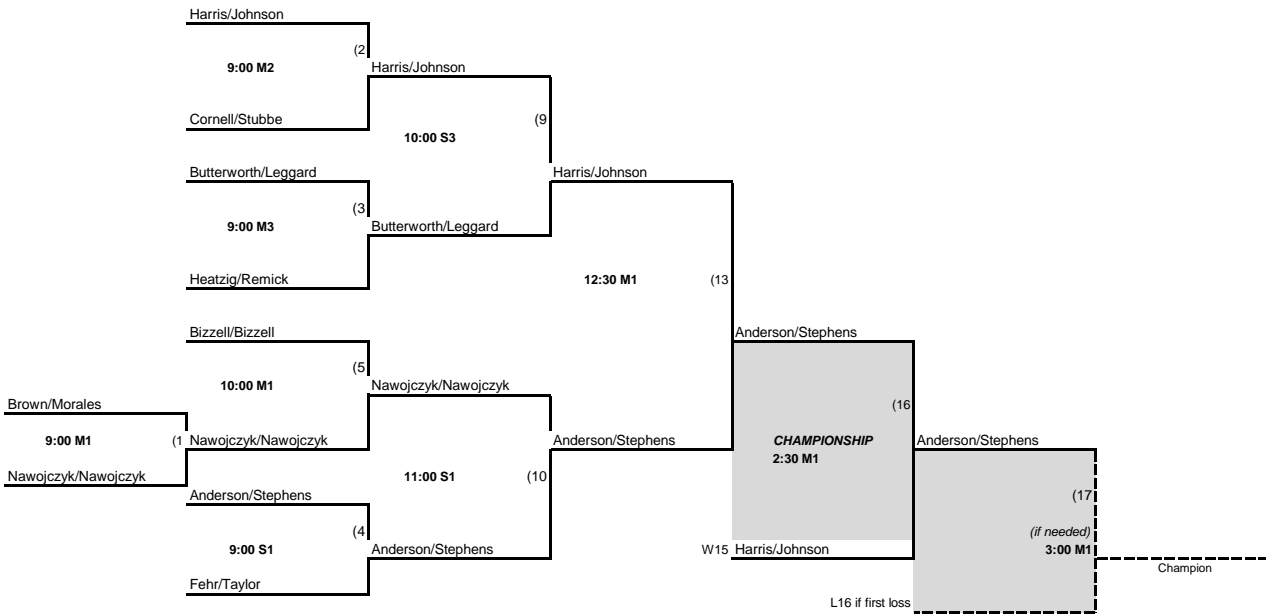 Harris/Johnson
(2
9:00 M2
Harris/Johnson
Cornell/Stubbe
(9
10:00 S3
Butterworth/Leggard
Harris/Johnson
(3
9:00 M3
Butterworth/Leggard
Heatzig/Remick
12:30 M1
(13
Bizzell/Bizzell
Anderson/Stephens
(5
10:00 M1
Nawojczyk/Nawojczyk
Brown/Morales
(16
9:00 M1
(1
Nawojczyk/Nawojczyk
Anderson/Stephens
CHAMPIONSHIP
Anderson/Stephens
2:30 M1
Nawojczyk/Nawojczyk
11:00 S1
(10
Anderson/Stephens
(17
(4
(if needed)
9:00 S1
Anderson/Stephens
W15
Harris/Johnson
3:00 M1
Champion
Fehr/Taylor
L16 if first loss